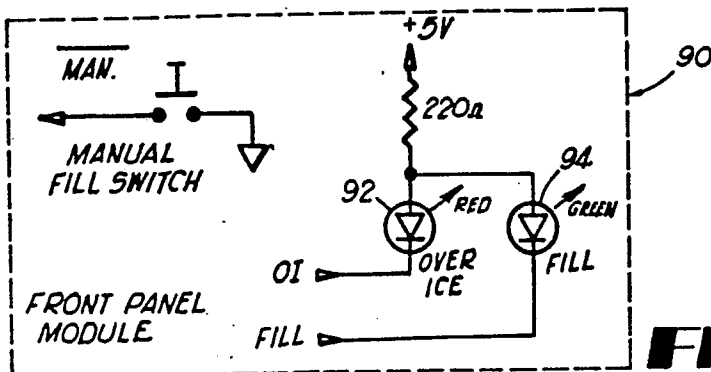 +5V
MAN.
90
220Ω
MANUAL
FILL SWITCH
92
RED
94
GREEN
OI
OVER
ICE
FILL
FRONT PANEL
MODULE
FILL